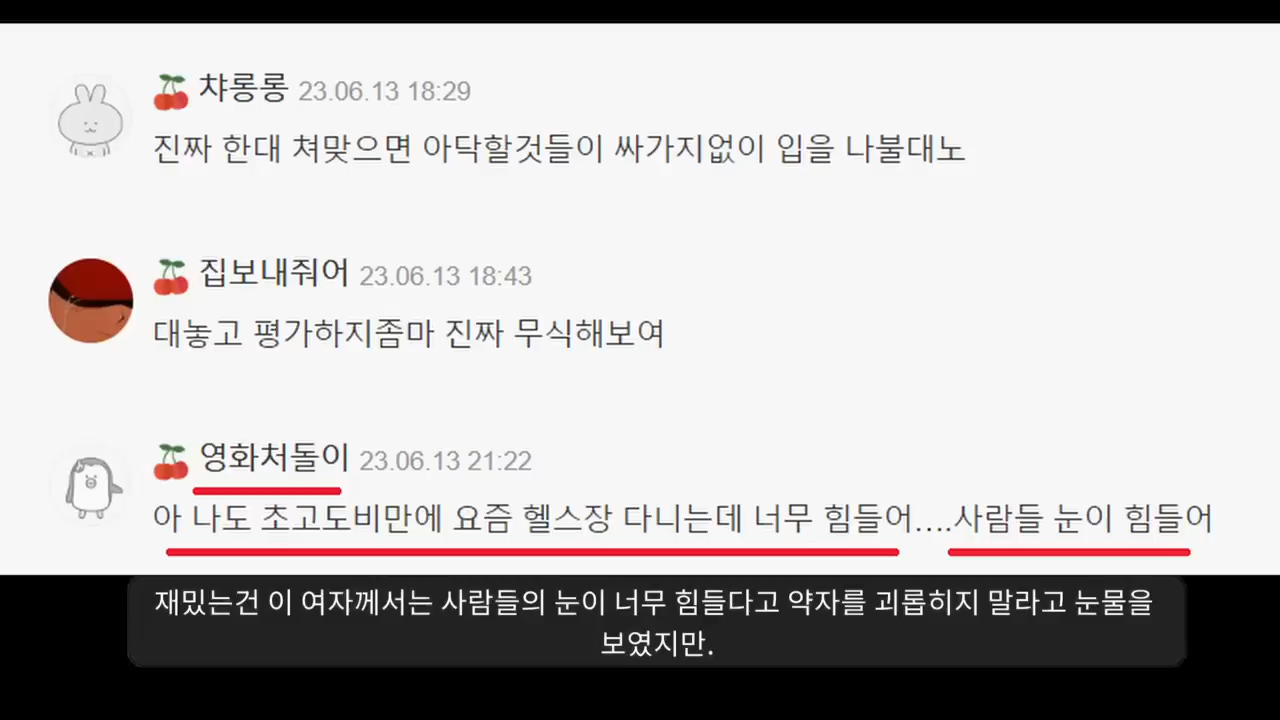 챠롱롱 23.06.13 18:29
진짜 한대 쳐맞으면 아닥할것들이 싸가지없이 입을 나불대노
집보내줘어 23.06.13 18:43
대놓고 평가하지좀마 진짜 무식해보여
영화처돌이 23.06.13 21:22
아 나도 초고도비만에 요즘 헬스장 다니는데 너무 힘들어....사람들 눈이 힘들어
재밌는건 이 여자께서는 사람들의 눈이 너무 힘들다고 약자를 괴롭히지 말라고 눈물을
보였지만.